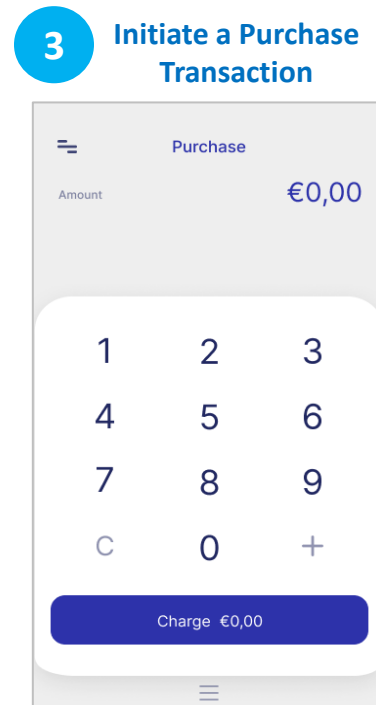 3
Initiate a Purchase
Transaction
Purchase
Amount €0,00
1 2 3
4 5 6
7 8 9
C 0 +
Charge €0,00